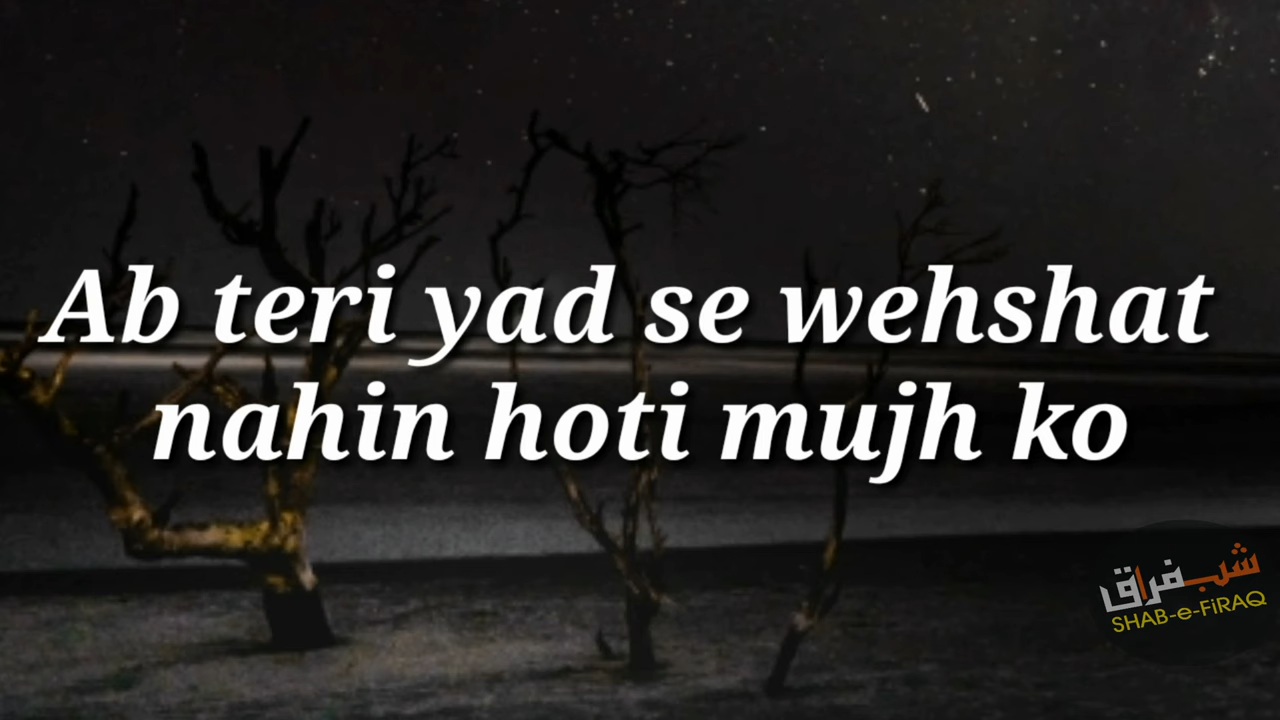 Ab teri yad se wehshat
nahin hoti mujh ko
شب فراق
SHAB-e-FiRAQ